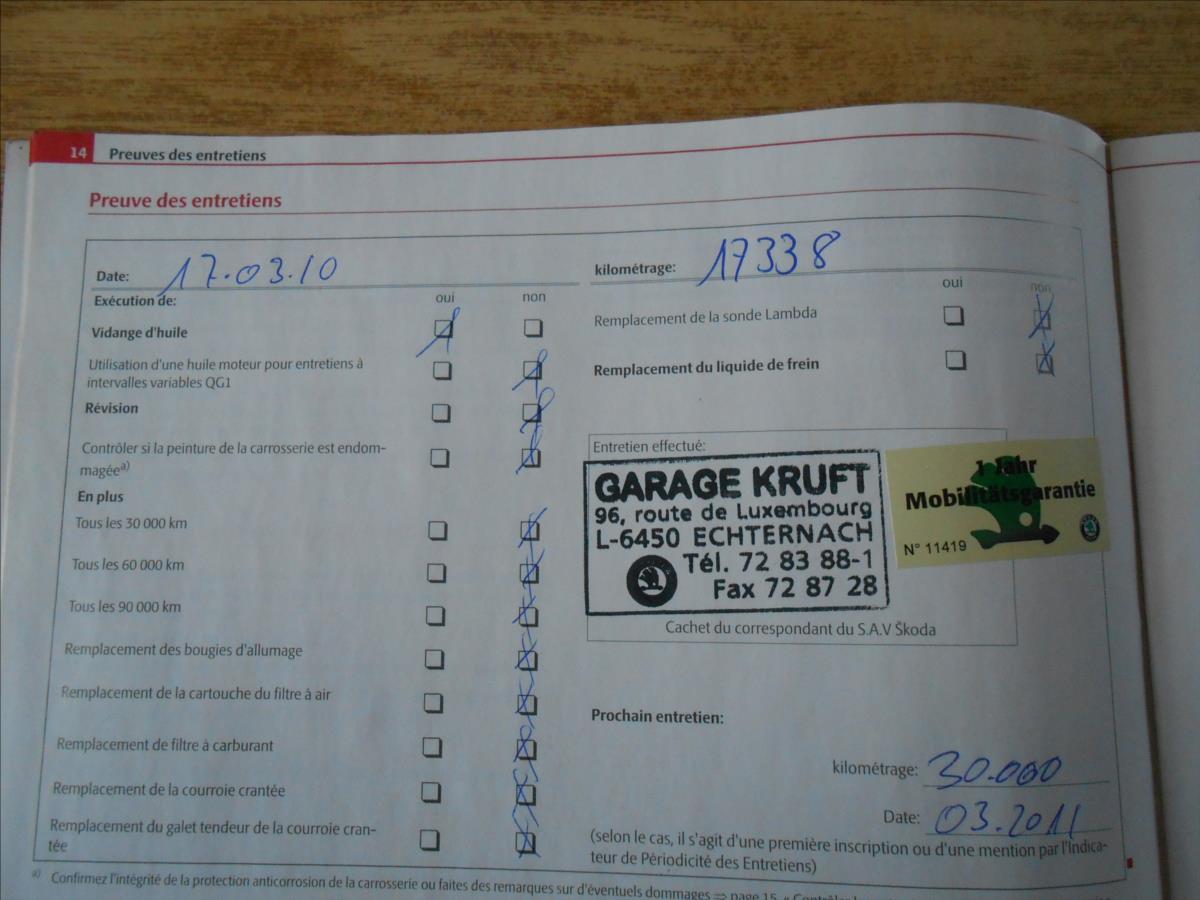 14 Preuves des entretiens
Preuve des entretiens
Date: 17.03.10
kilométrage: 17338
Exécution de: oui non
Vidange d'huile
Utilisation d'une huile moteur pour entretiens à
intervalles variables QG1
Révision
Contrôler si la peinture de la carrosserie est endom-
magée a)
En plus
Tous les 30 000 km
Tous les 60 000 km
Tous les 90 000 km
Remplacement des bougies d'allumage
Remplacement de la cartouche du filtre à air
Remplacement de filtre à carburant
Remplacement de la courroie crantée
Remplacement du galet tendeur de la courroie cran-
tée
oui non
Remplacement de la sonde Lambda
Remplacement du liquide de frein
Entretien effectué:
GARAGE KRUFT
96, route de Luxembourg
L-6450 ECHTERNACH
Tél. 72 83 88-1
Fax 72 87 28
1 Jahr
Mobilitätsgarantie
N° 11419
Cachet du correspondant du S.A.V Škoda
Prochain entretien:
kilométrage: 30.000
Date: 03.2011
(selon le cas, il s'agit d'une première inscription ou d'une mention par l'Indica-
teur de Périodicité des Entretiens)
a) Confirmez l'intégrité de la protection anticorrosion de la carrosserie ou faites des remarques sur d'éventuels dommages ⇒ page 15, « Contrôler